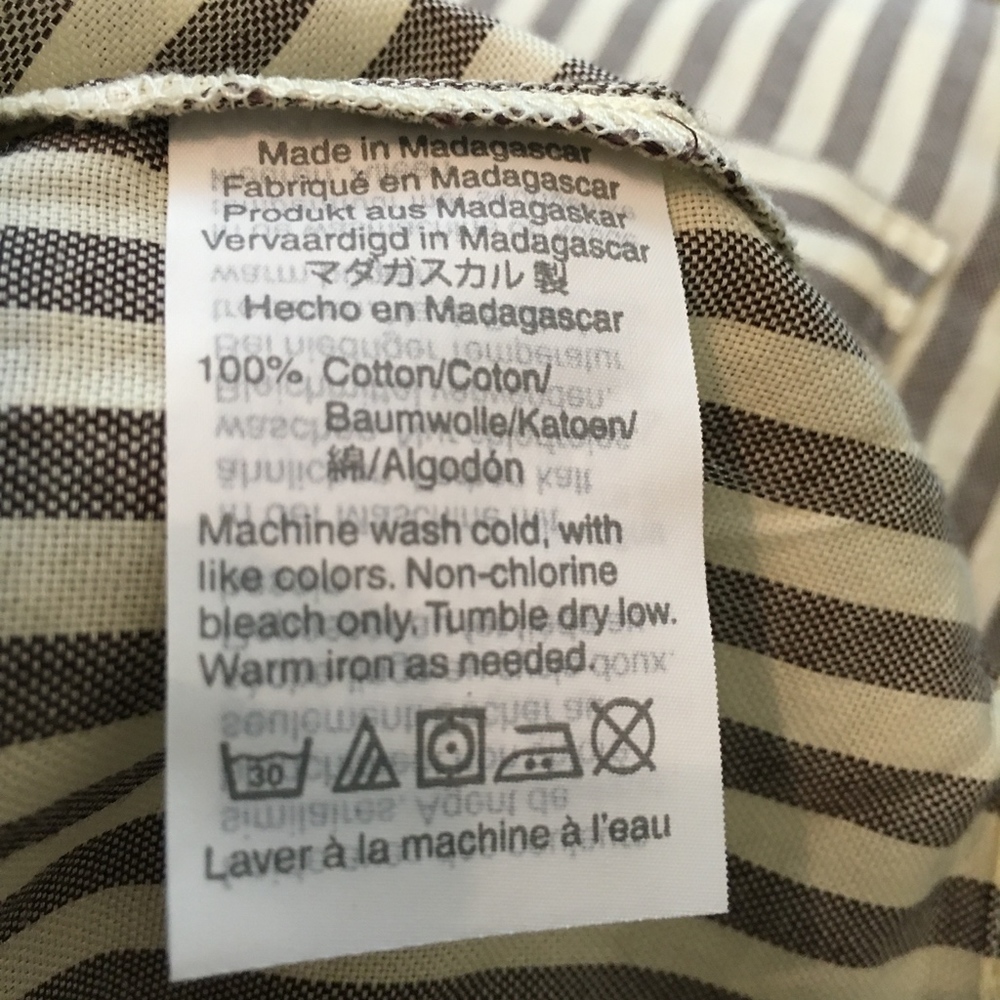 Made in Madagascar
Fabriqué en Madagascar
Produkt aus Madagaskar
Vervaardigd in Madagascar
マダガスカル製
Hecho en Madagascar
100% Cotton/Coton/
Baumwolle/Katoen/
綿/Algodón
Machine wash cold, with
like colors. Non-chlorine
bleach only. Tumble dry low.
Warm iron as needed.
30
Laver à la machine à l'eau